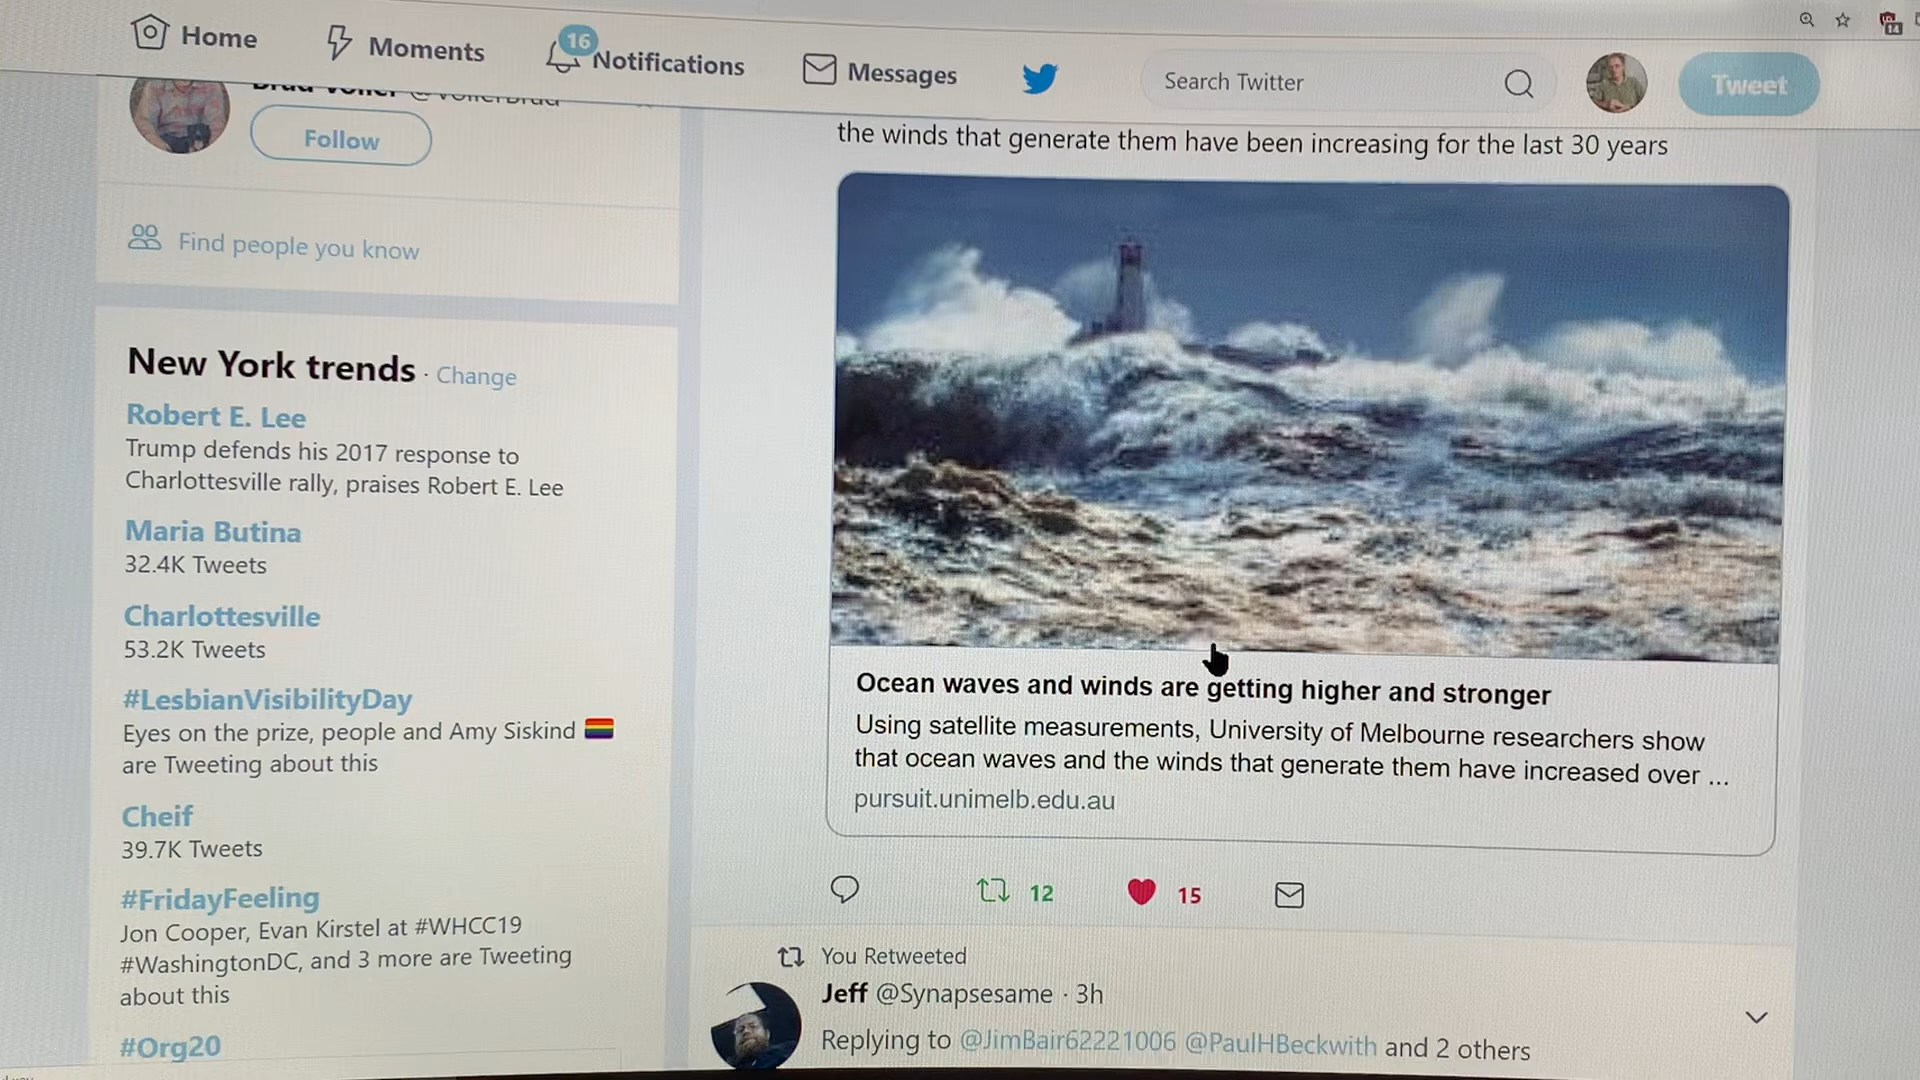 Home
Moments
16
Notifications
Messages
Search Twitter
Tweet
14
Follow
Find people you know
New York trends · Change
Robert E. Lee
Trump defends his 2017 response to
Charlottesville rally, praises Robert E. Lee
Maria Butina
32.4K Tweets
Charlottesville
53.2K Tweets
#LesbianVisibilityDay
Eyes on the prize, people and Amy Siskind
are Tweeting about this
Cheif
39.7K Tweets
#FridayFeeling
Jon Cooper, Evan Kirstel at #WHCC19
#WashingtonDC, and 3 more are Tweeting
about this
#Org20
the winds that generate them have been increasing for the last 30 years
Ocean waves and winds are getting higher and stronger
Using satellite measurements, University of Melbourne researchers show
that ocean waves and the winds that generate them have increased over ...
pursuit.unimelb.edu.au
12
15
You Retweeted
Jeff @Synapsesame · 3h
Replying to @JimBair62221006 @PaulHBeckwith and 2 others